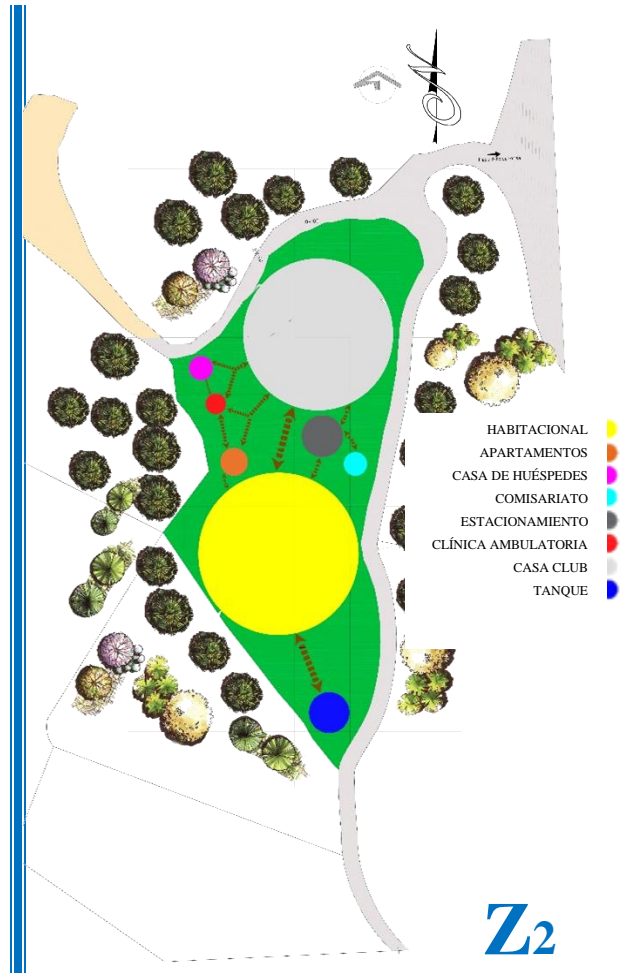 N
HABITACIONAL
APARTAMENTOS
CASA DE HUÉSPEDES
COMISARIATO
ESTACIONAMIENTO
CLÍNICA AMBULATORIA
CASA CLUB
TANQUE
Z2